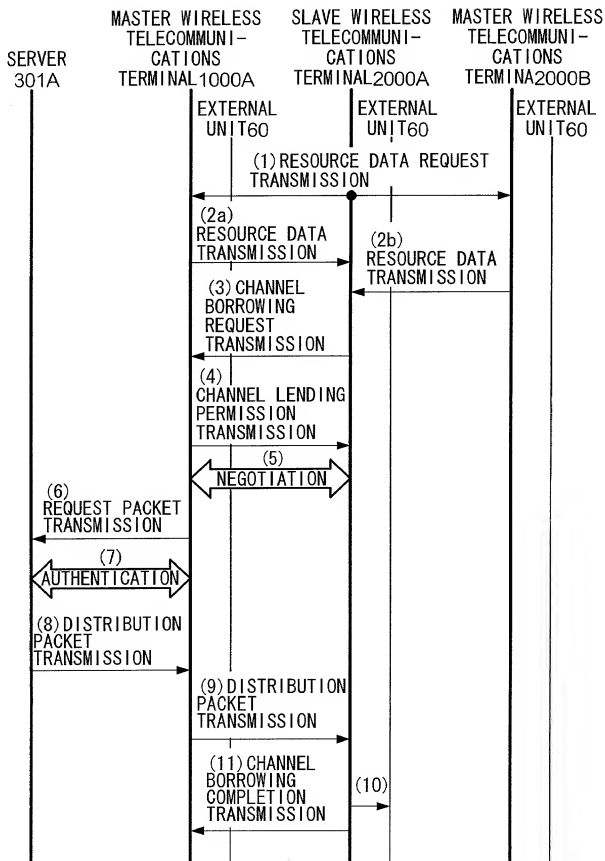 SERVER
301A
MASTER WIRELESS
TELECOMMUNI-
CATIONS
TERMINAL1000A
SLAVE WIRELESS
TELECOMMUNI-
CATIONS
TERMINAL2000A
MASTER WIRELESS
TELECOMMUNI-
CATIONS
TERMINA2000B
EXTERNAL
UNIT60
EXTERNAL
UNIT60
EXTERNAL
UNIT60
(1)RESOURCE DATA REQUEST
TRANSMISSION
(2a)
RESOURCE DATA
TRANSMISSION
(2b)
RESOURCE DATA
TRANSMISSION
(3)CHANNEL
BORROWING
REQUEST
TRANSMISSION
(4)
CHANNEL LENDING
PERMISSION
TRANSMISSION
(5)
NEGOTIATION
(6)
REQUEST PACKET
TRANSMISSION
(7)
AUTHENTICATION
(8)DISTRIBUTION
PACKET
TRANSMISSION
(9)DISTRIBUTION
PACKET
TRANSMISSION
(11)CHANNEL
BORROWING
COMPLETION
TRANSMISSION
(10)